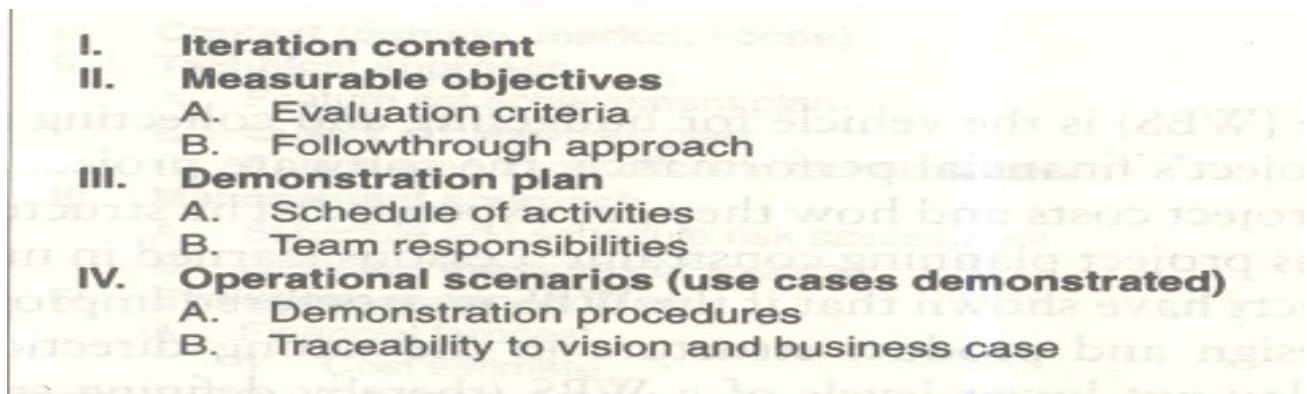 I. Iteration content
II. Measurable objectives
A. Evaluation criteria
B. Followthrough approach
III. Demonstration plan
A. Schedule of activities
B. Team responsibilities
IV. Operational scenarios (use cases demonstrated)
A. Demonstration procedures
B. Traceability to vision and business case